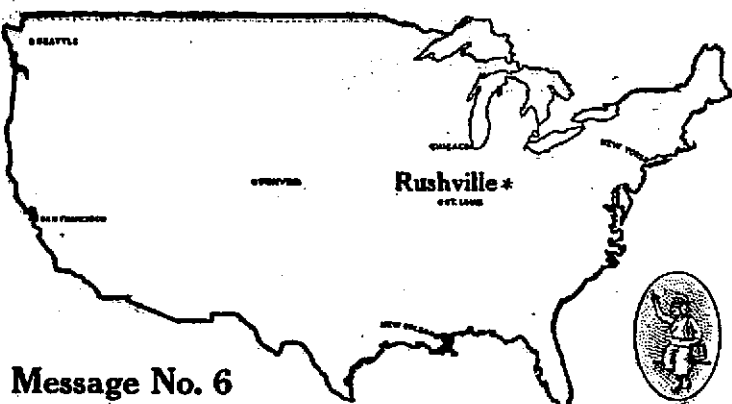 SEATTLE
CHICAGO
NEW YORK
DENVER
Rushville *
ST. LOUIS
SAN FRANCISCO
NEW ORLEANS
Message No. 6